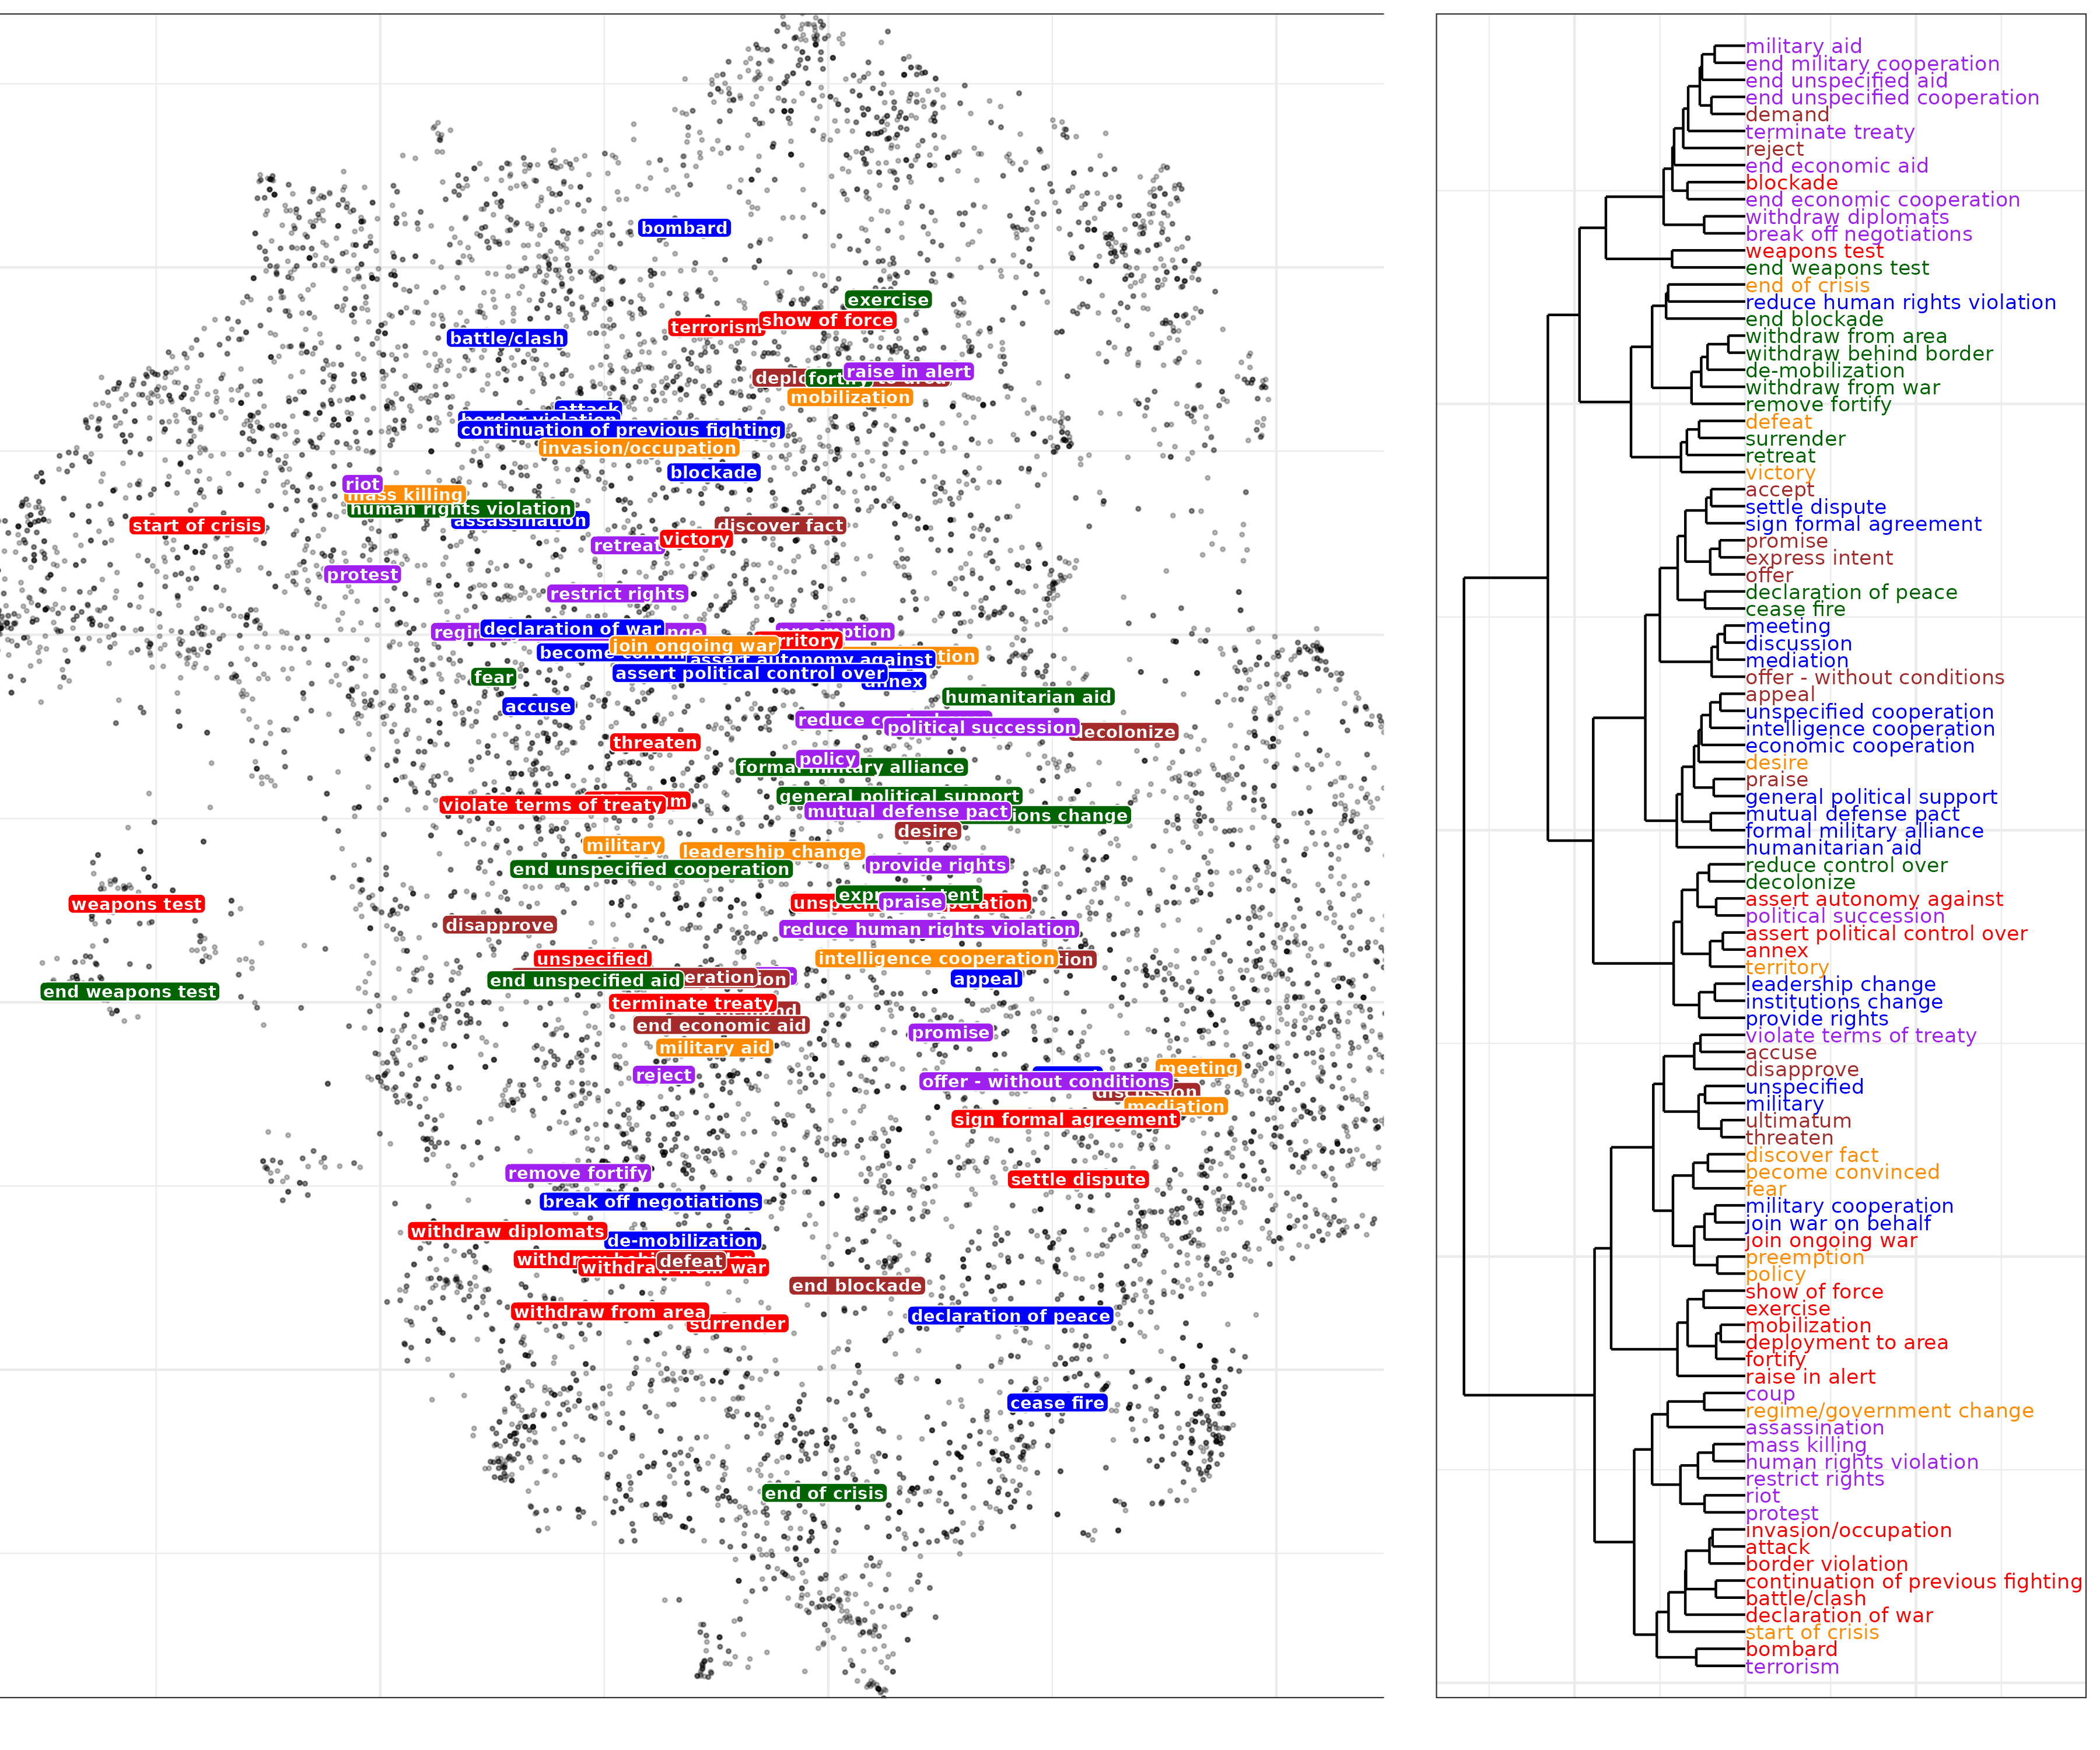 bombard
exercise
show of force
terrorism
battle/clash
raise in alert
fortify
mobilization
attack
border violation
continuation of previous fighting
invasion/occupation
blockade
riot
mass killing
human rights violation
assassination
start of crisis
discover fact
victory
retreat
protest
restrict rights
declaration of war
preemption
territory
join ongoing war
become
assert autonomy against
assert political control over
annex
fear
humanitarian aid
accuse
reduce
political succession
decolonize
threaten
policy
formal military alliance
general political support
violate terms of treaty
mutual defense pact
change
desire
military
leadership change
provide rights
end unspecified cooperation
express intent
praise
weapons test
disapprove
reduce human rights violation
unspecified
intelligence cooperation
end unspecified aid
appeal
end weapons test
terminate treaty
end economic aid
promise
military aid
meeting
reject
offer - without conditions
discussion
mediation
sign formal agreement
remove fortify
settle dispute
break off negotiations
withdraw diplomats
de-mobilization
defeat
withdraw from war
end blockade
withdraw from area
surrender
declaration of peace
cease fire
end of crisis
military aid
end military cooperation
end unspecified aid
end unspecified cooperation
demand
terminate treaty
reject
end economic aid
blockade
end economic cooperation
withdraw diplomats
break off negotiations
weapons test
end weapons test
end of crisis
reduce human rights violation
end blockade
withdraw from area
withdraw behind border
de-mobilization
withdraw from war
remove fortify
defeat
surrender
retreat
victory
accept
settle dispute
sign formal agreement
promise
express intent
offer
declaration of peace
cease fire
meeting
discussion
mediation
offer - without conditions
appeal
unspecified cooperation
intelligence cooperation
economic cooperation
desire
praise
general political support
mutual defense pact
formal military alliance
humanitarian aid
reduce control over
decolonize
assert autonomy against
political succession
assert political control over
annex
territory
leadership change
institutions change
provide rights
violate terms of treaty
accuse
disapprove
unspecified
military
ultimatum
threaten
discover fact
become convinced
fear
military cooperation
join war on behalf
join ongoing war
preemption
policy
show of force
exercise
mobilization
deployment to area
fortify
raise in alert
coup
regime/government change
assassination
mass killing
human rights violation
restrict rights
riot
protest
invasion/occupation
attack
border violation
continuation of previous fighting
battle/clash
declaration of war
start of crisis
bombard
terrorism